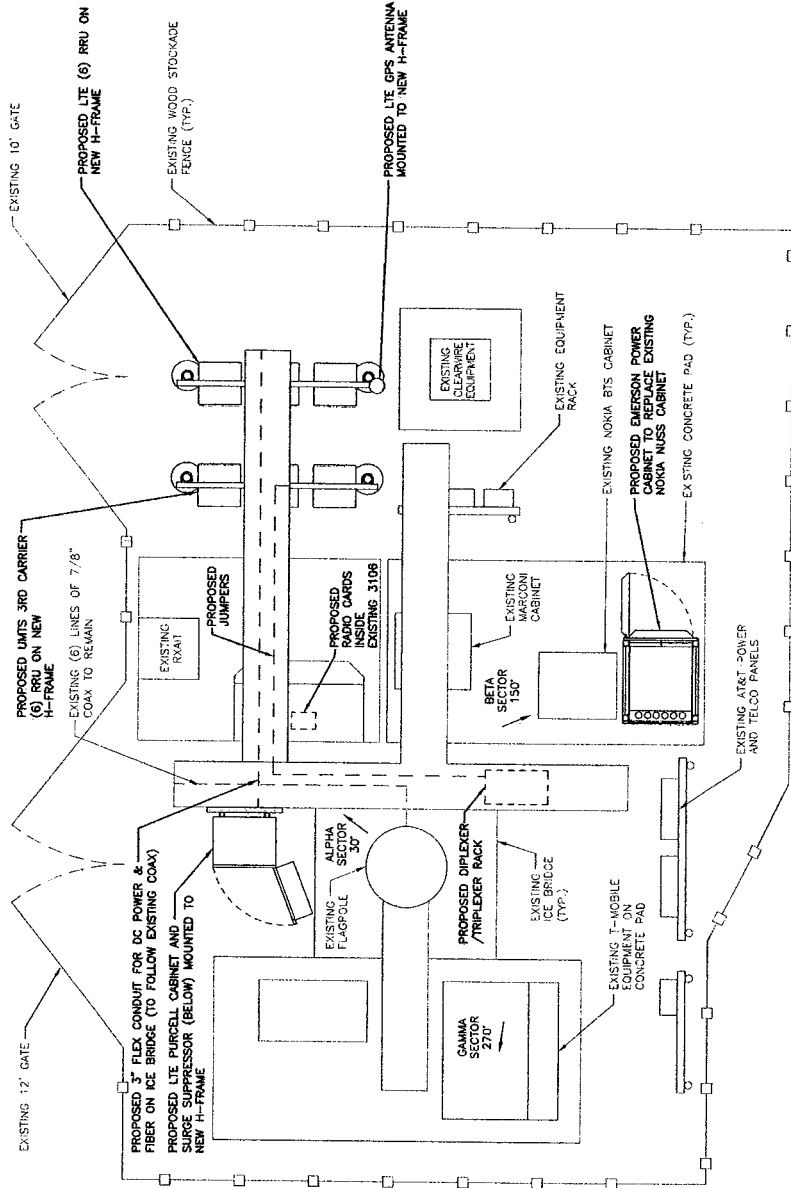 EXISTING 12' GATE
EXISTING 10' GATE
PROPOSED UMTS 3RD CARRIER
(6) RRU ON NEW
H-FRAME
EXISTING (6) LINES OF 7/8"
COAX TO REMAIN
PROPOSED 3" FLEX CONDUIT FOR DC POWER &
FIBER ON ICE BRIDGE (TO FOLLOW EXISTING COAX)
PROPOSED LTE PURCELL CABINET AND
SURGE SUPPRESSOR (BELOW) MOUNTED TO
NEW H-FRAME
PROPOSED LTE (6) RRU ON
NEW H-FRAME
EXISTING WOOD STOCKADE
FENCE (TYP.)
PROPOSED LTE GPS ANTENNA
MOUNTED TO NEW H-FRAME
EXISTING
RXAIT
PROPOSED
JUMPERS
PROPOSED
RADIO CARDS
INSIDE
EXISTING 3106
EXISTING
CLEARWIRE
EQUIPMENT
EXISTING EQUIPMENT
RACK
EXISTING
MARCONI
CABINET
BETA
SECTOR
150°
EXISTING NOKIA BTS CABINET
PROPOSED EMERSON POWER
CABINET TO REPLACE EXISTING
NOKIA NUSS CABINET
EXISTING CONCRETE PAD (TYP.)
ALPHA
SECTOR
30°
EXISTING
FLAGPOLE
PROPOSED DIPLEXER
/TRIPLEXER RACK
EXISTING
ICE BRIDGE
(TYP.)
GAMMA
SECTOR
270°
EXISTING T-MOBILE
EQUIPMENT ON
CONCRETE PAD
EXISTING AT&T POWER
AND TELCO PANELS